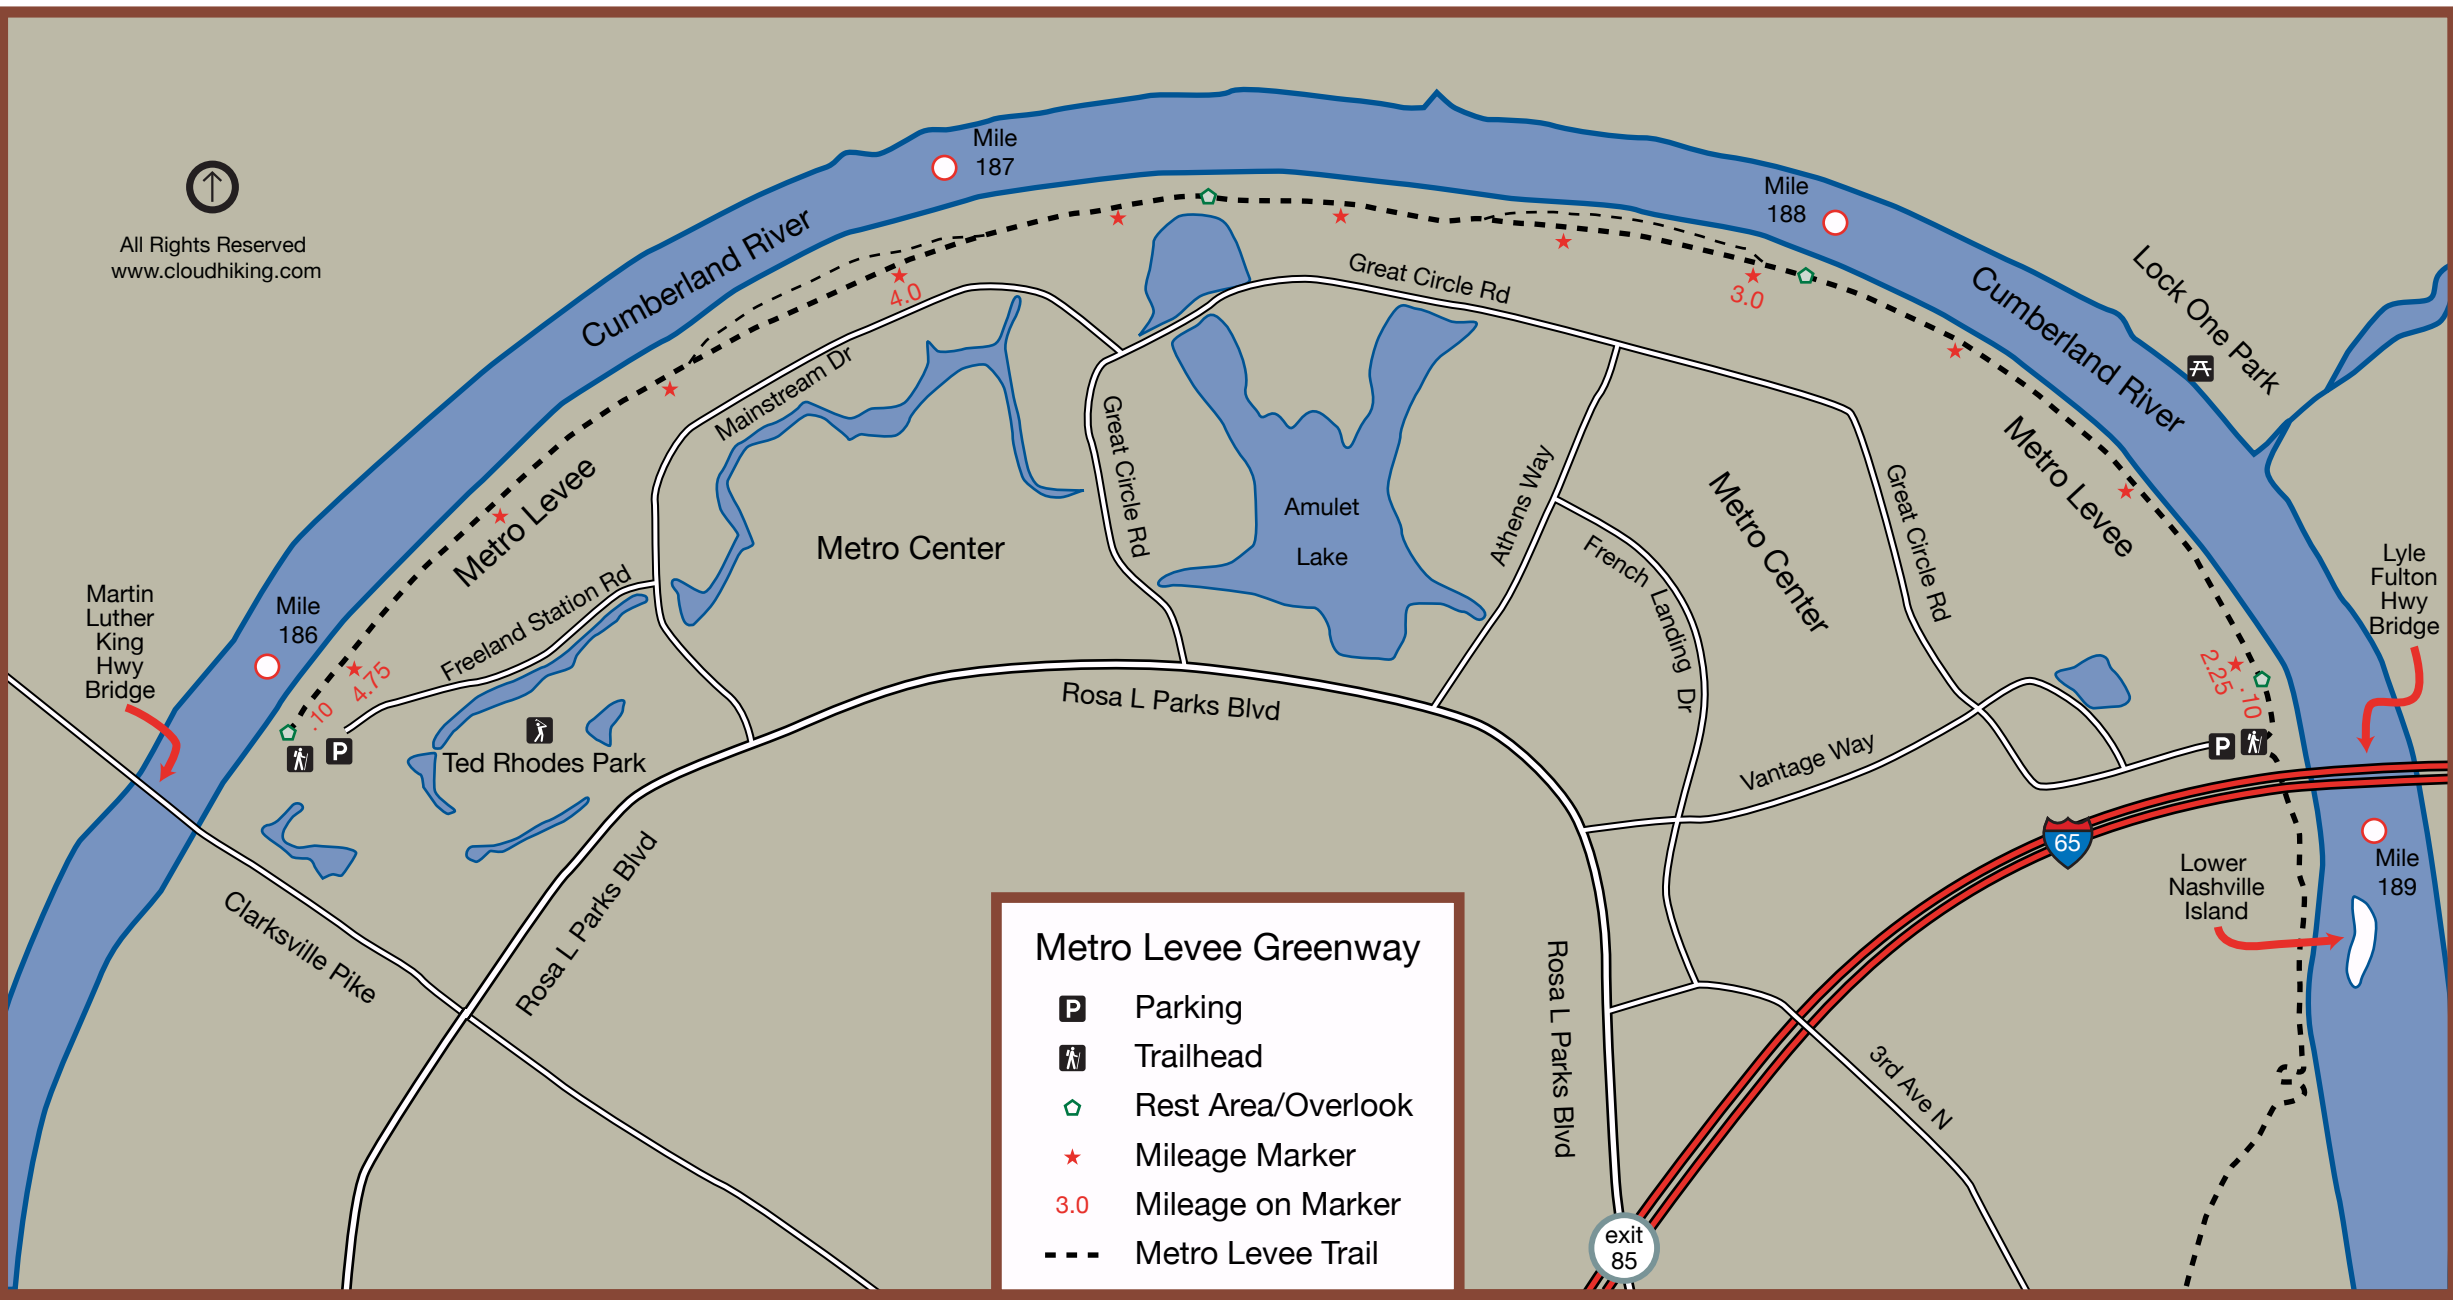 Mile
187
Mile
188
All Rights Reserved
www.cloudhiking.com
Cumberland River
Cumberland River
Lock One Park
Great Circle Rd
4.0
3.0
Mainstream Dr
Metro Levee
Metro Levee
Great Circle Rd
Amulet
Lake
Athens Way
Metro Center
Metro Center
Great Circle Rd
French Landing Dr
Lyle
Fulton
Hwy
Bridge
Martin
Luther
King
Hwy
Bridge
Mile
186
Freeland Station Rd
4.75
.10
P
2.25
.10
P
Ted Rhodes Park
Rosa L Parks Blvd
Vantage Way
65
Mile
189
Lower
Nashville
Island
Clarksville Pike
Rosa L Parks Blvd
Rosa L Parks Blvd
3rd Ave N
exit
85
Metro Levee Greenway
P Parking
Trailhead
Rest Area/Overlook
Mileage Marker
3.0 Mileage on Marker
Metro Levee Trail